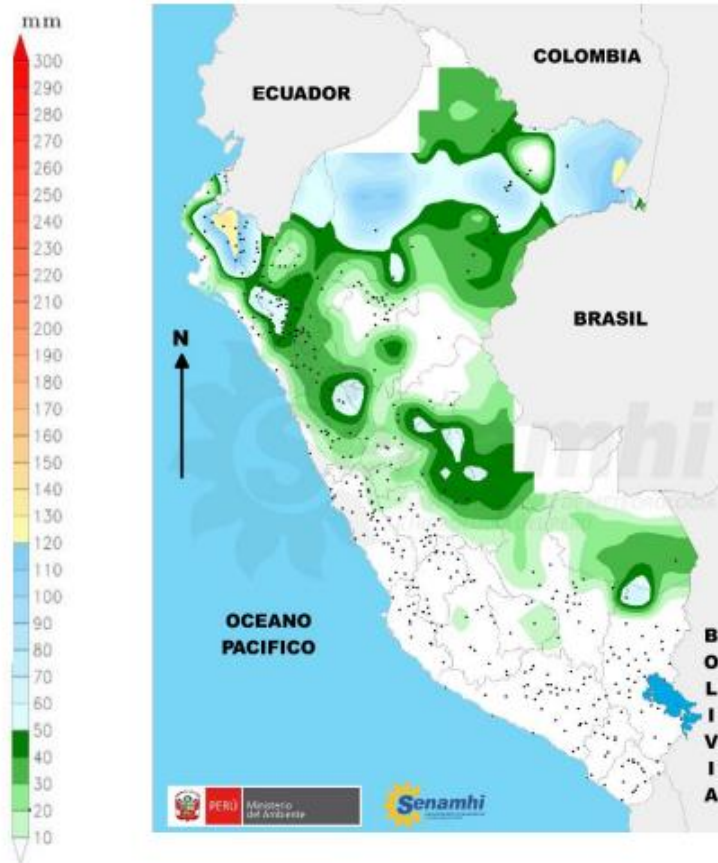 mm
300
290
280
270
260
240
230
220
210
200
190
180
170
160
150
140
130
120
110
100
90
80
70
60
50
40
30
20
10
COLOMBIA
ECUADOR
BRASIL
N
OCEANO
PACIFICO
B
O
L
I
V
I
A
PERÚ
Ministerio
del Ambiente
Senamhi